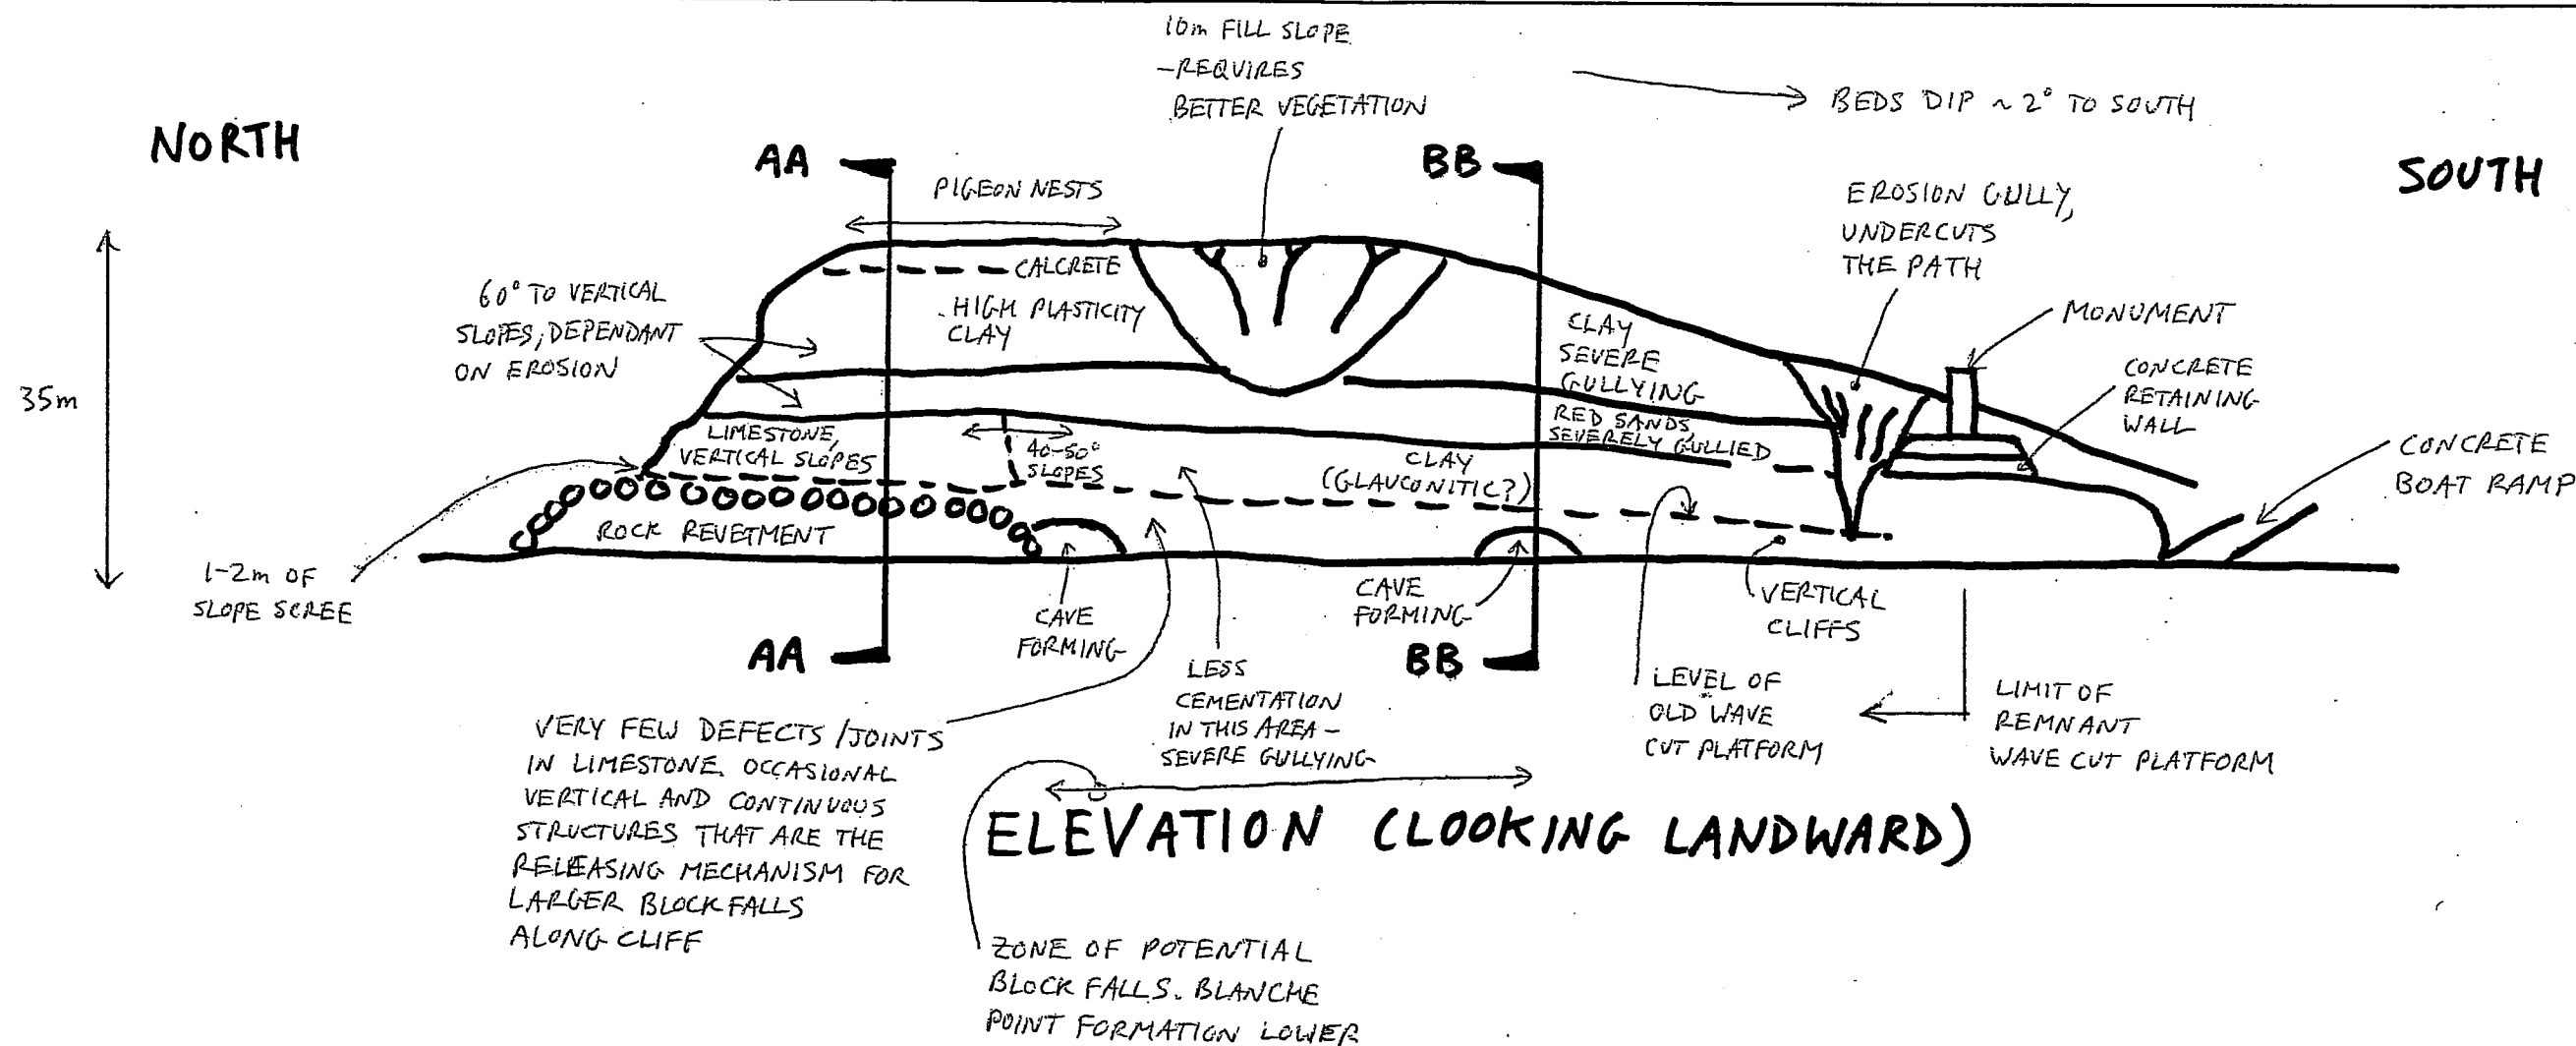 10m FILL SLOPE
-REQUIRES
BETTER VEGETATION
BEDS DIP ~ 2° TO SOUTH
NORTH
SOUTH
AA
BB
PIGEON NESTS
EROSION GULLY,
UNDERCUTS
THE PATH
CALCRETE
HIGH PLASTICITY
CLAY
60° TO VERTICAL
SLOPES, DEPENDANT
ON EROSION
MONUMENT
CLAY
SEVERE
GULLYING
CONCRETE
RETAINING
WALL
35m
RED SANDS,
SEVERELY GULLIED
LIMESTONE,
VERTICAL SLOPES
40-50°
SLOPES
CLAY
(GLAUCONITIC?)
CONCRETE
BOAT RAMP
ROCK REVETMENT
1-2m OF
SLOPE SCREE
CAVE
FORMING
CAVE
FORMING
VERTICAL
CLIFFS
AA
BB
LESS
CEMENTATION
IN THIS AREA -
SEVERE GULLYING
LEVEL OF
OLD WAVE
CUT PLATFORM
LIMIT OF
REMNANT
WAVE CUT PLATFORM
VERY FEW DEFECTS /JOINTS
IN LIMESTONE. OCCASIONAL
VERTICAL AND CONTINUOUS
STRUCTURES THAT ARE THE
RELEASING MECHANISM FOR
LARGER BLOCK FALLS
ALONG CLIFF
ELEVATION (LOOKING LANDWARD)
ZONE OF POTENTIAL
BLOCK FALLS. BLANCHE
POINT FORMATION LOWER